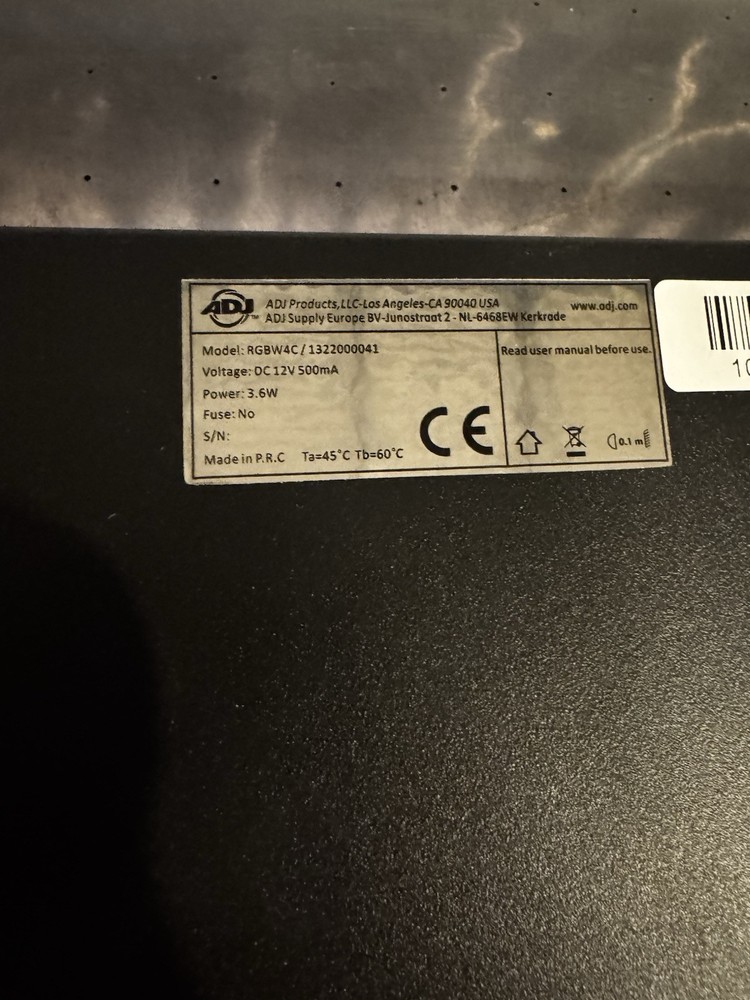 ADJ
TM
ADJ Products,LLC-Los Angeles-CA 90040 USA
www.adj.com
ADJ Supply Europe BV-Junostraat 2 - NL-6468EW Kerkrade
Model: RGBW4C / 1322000041
Voltage: DC 12V 500mA
Power: 3.6W
Fuse: No
S/N:
Made in P.R.C Ta=45°C Tb=60°C
CE
Read user manual before use.
0.1 m